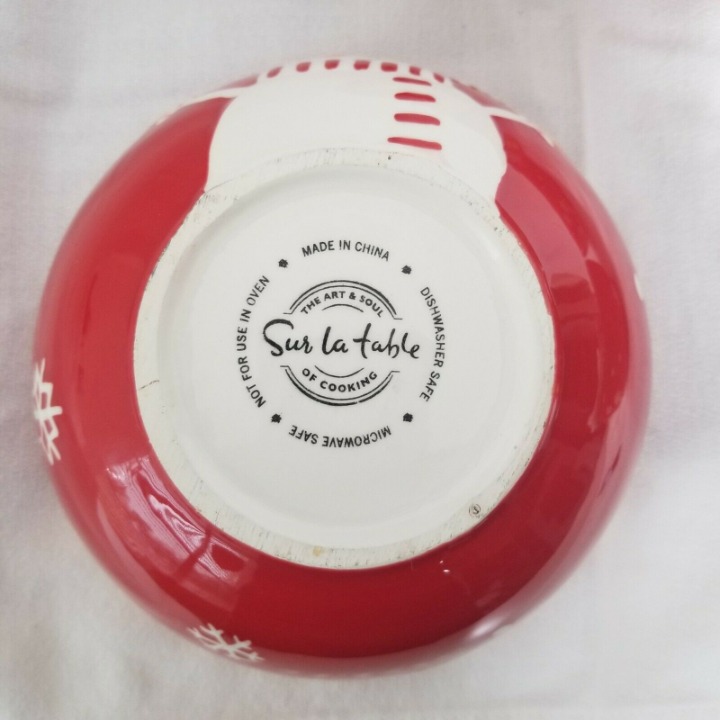 MADE IN CHINA
DISHWASHER SAFE
MICROWAVE SAFE
NOT FOR USE IN OVEN
THE ART & SOUL
Sur la table
OF COOKING